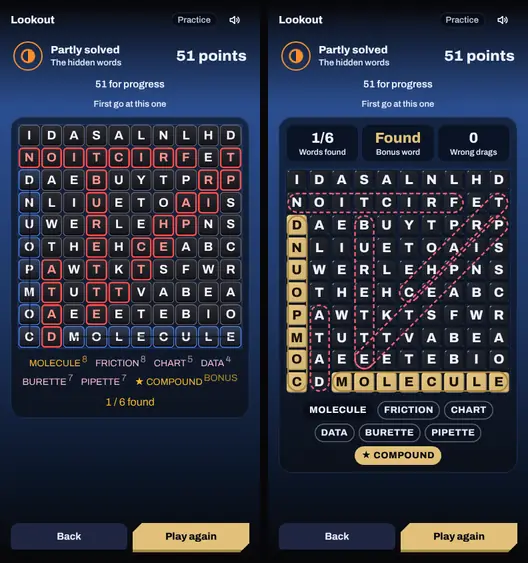 Lookout
Practice
Partly solved
The hidden words
51 points
51 for progress
First go at this one
I D A S A L N L H D
N O I T C I R F E T
D A E B U Y T P R P
N L I U E T O A I S
U W E R L E H P N S
O T H E H C E A B C
P A W T K T S F W R
M T U T T V A B E A
O A E E E T E B I O
C D M O L E C U L E
MOLECULE 8 FRICTION 8 CHART 5 DATA 4
BURETTE 7 PIPETTE 7 ★ COMPOUND BONUS
1 / 6 found
Back
Play again
Lookout
Practice
Partly solved
The hidden words
51 points
51 for progress
First go at this one
1/6 Found 0
Words found Bonus word Wrong drags
I D A S A L N L H D
N O I T C I R F E T
D A E B U Y T P R P
N L I U E T O A I S
U W E R L E H P N S
O T H E H C E A B C
P A W T K T S F W R
M T U T T V A B E A
O A E E E T E B I O
C D M O L E C U L E
MOLECULE FRICTION CHART
DATA BURETTE PIPETTE
★ COMPOUND
Back
Play again